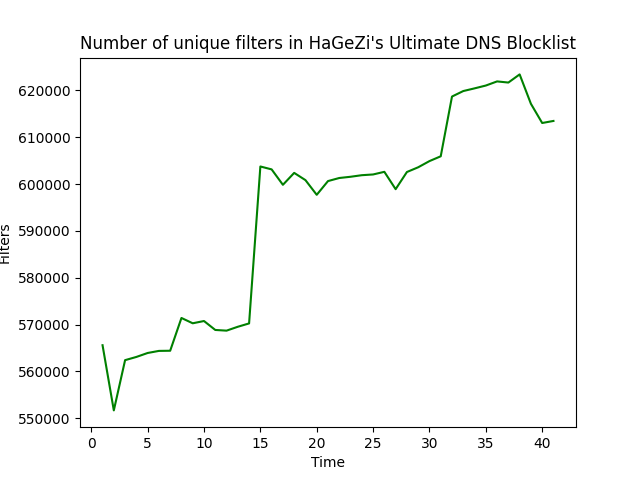 Number of unique filters in HaGeZi's Ultimate DNS Blocklist
620000
610000
600000
590000
580000
570000
560000
550000
Filters
0 5 10 15 20 25 30 35 40
Time